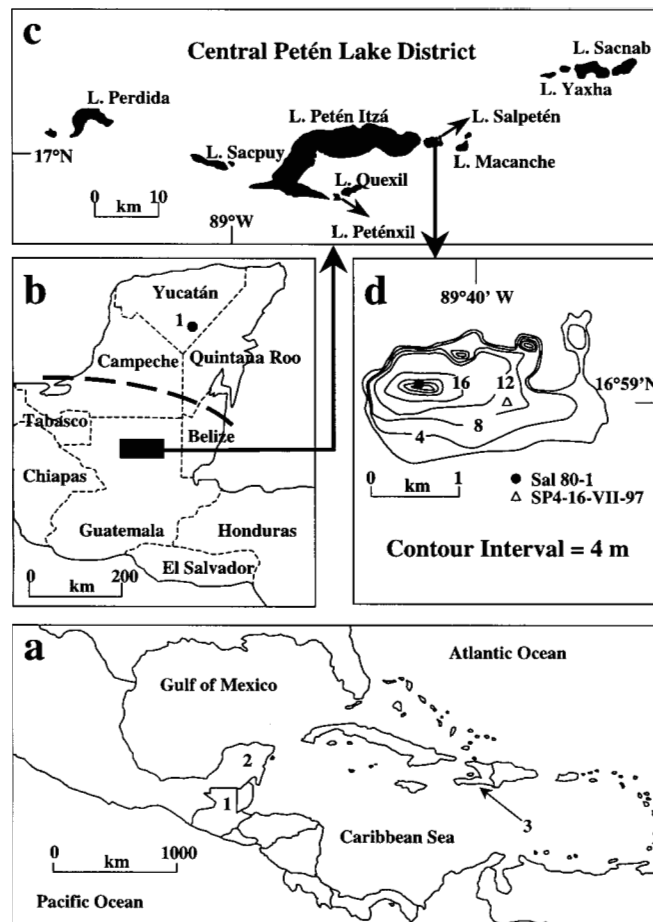 c
Central Petén Lake District
L. Sacnab
L. Yaxha
L. Perdida
L. Petén Itzá
L. Salpetén
17°N
L. Sacpuy
L. Macanche
L. Quexil
0 10
km
89°W
L. Peténxil
b
Yucatán
1
Campeche
Quintana Roo
Tabasco
Belize
Chiapas
Guatemala
Honduras
El Salvador
0 200
km
d
89°40' W
16 12
16°59'N
8
4
0 1
km
Sal 80-1
SP4-16-VII-97
Contour Interval = 4 m
a
Atlantic Ocean
Gulf of Mexico
2
1
3
Caribbean Sea
0 1000
km
Pacific Ocean